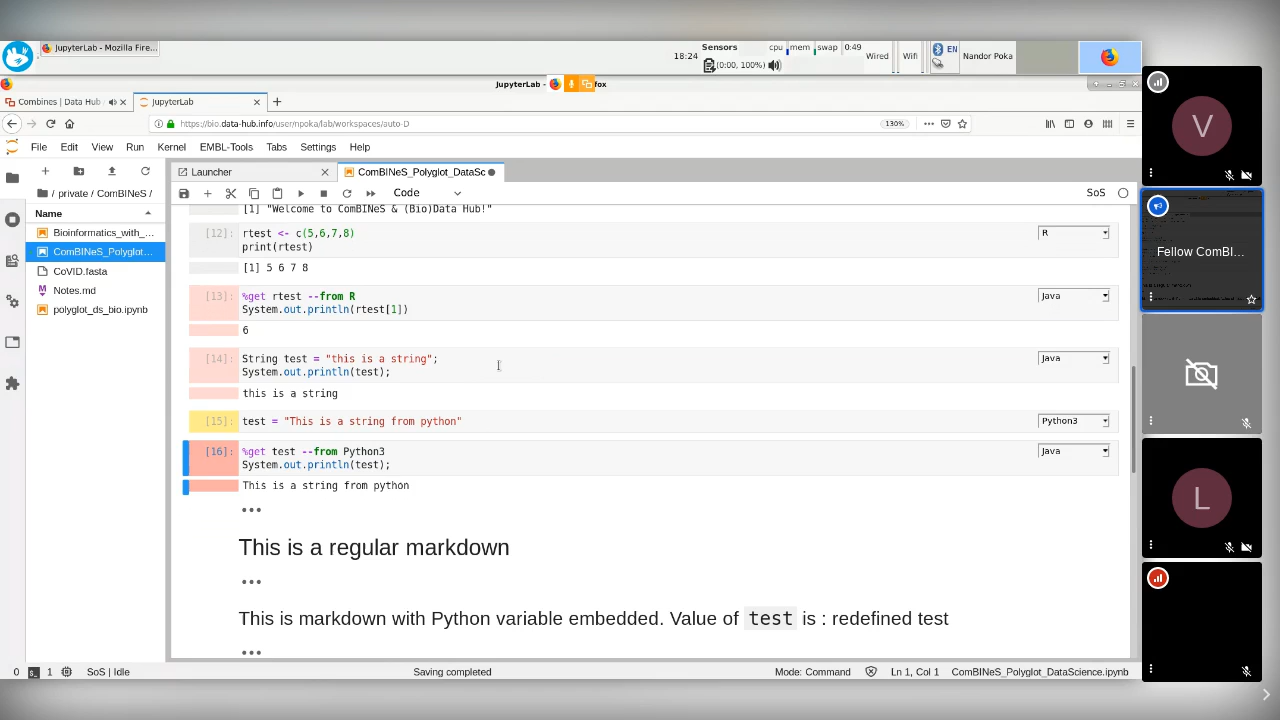 JupyterLab - Mozilla Fire...
18:24
Sensors
(0:00, 100%)
cpu
mem
swap
0:49
Wired
Wifi
EN
Nandor Poka
JupyterLab -
fox
Combines | Data Hub
JupyterLab
https://bio.data-hub.info/user/npoka/lab/workspaces/auto-D
130%
File Edit View Run Kernel EMBL-Tools Tabs Settings Help
Launcher
ComBINeS_Polyglot_DataSc
/ private / ComBINeS /
Code
SoS
Name
Bioinformatics_with_...
ComBINeS_Polyglot...
CoVID.fasta
Notes.md
polyglot_ds_bio.ipynb
[1] "Welcome to ComBINeS & (Bio)Data Hub!"
[12]: rtest <- c(5,6,7,8)
print(rtest)
R
[1] 5 6 7 8
[13]: %get rtest --from R
System.out.println(rtest[1])
Java
6
[14]: String test = "this is a string";
System.out.println(test);
Java
this is a string
[15]: test = "This is a string from python"
Python3
[16]: %get test --from Python3
System.out.println(test);
Java
This is a string from python
This is a regular markdown
This is markdown with Python variable embedded. Value of test is : redefined test
0
1
SoS | Idle
Saving completed
Mode: Command
Ln 1, Col 1
ComBINeS_Polyglot_DataScience.ipynb
V
Fellow ComBI...
L